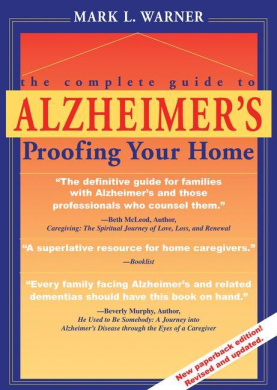 MARK L. WARNER
the complete guide to
ALZHEIMER'S
Proofing Your Home
“The definitive guide for families
with Alzheimer's and those
professionals who counsel them.”
—Beth McLeod, Author,
Caregiving: The Spiritual Journey of Love, Loss, and Renewal
“A superlative resource for home caregivers.”
—Booklist
“Every family facing Alzheimer's and related
dementias should have this book on hand.”
—Beverly Murphy, Author,
He Used to Be Somebody: A Journey into
Alzheimer's Disease through the Eyes of a Caregiver
New paperback edition!
Revised and updated.